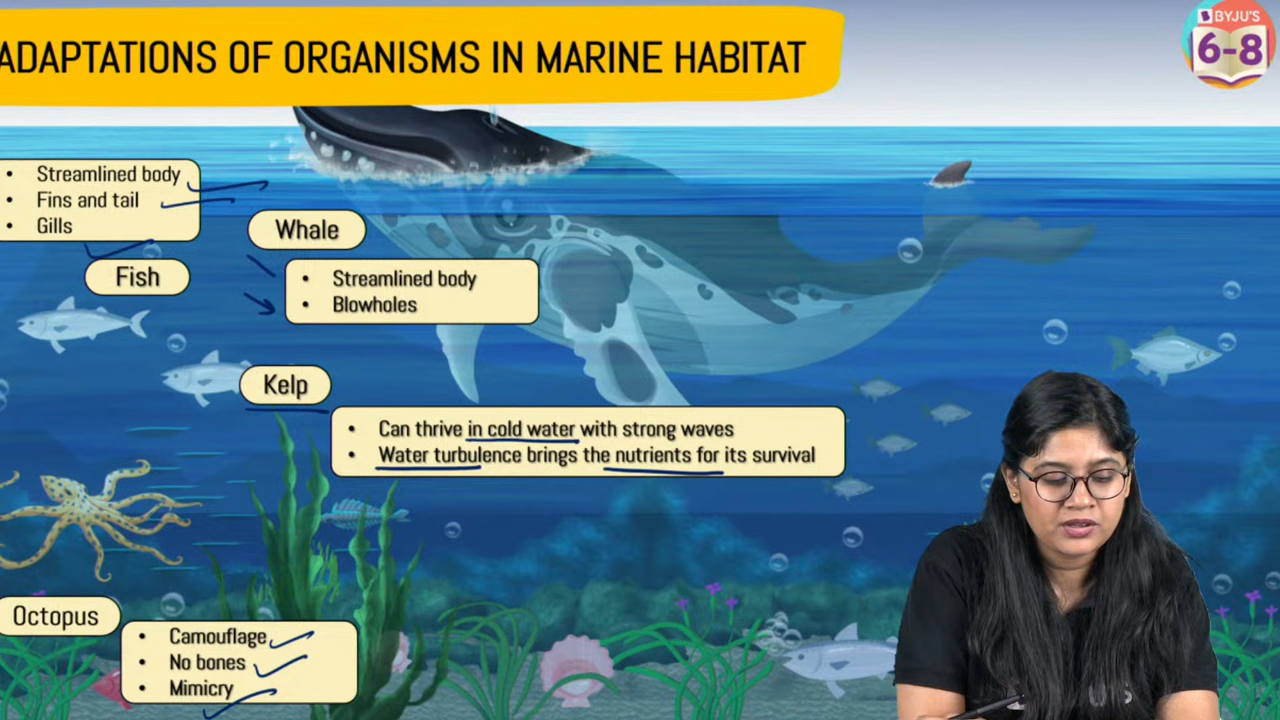 ADAPTATIONS OF ORGANISMS IN MARINE HABITAT
BYJU'S
6-8
• Streamlined body
• Fins and tail
• Gills
Fish
Whale
• Streamlined body
• Blowholes
Kelp
• Can thrive in cold water with strong waves
• Water turbulence brings the nutrients for its survival
Octopus
• Camouflage
• No bones
• Mimicry